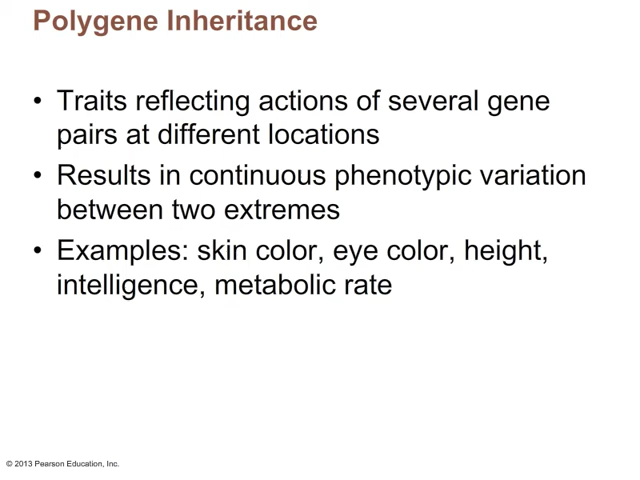 Polygene Inheritance
• Traits reflecting actions of several gene
pairs at different locations
• Results in continuous phenotypic variation
between two extremes
• Examples: skin color, eye color, height,
intelligence, metabolic rate
© 2013 Pearson Education, Inc.